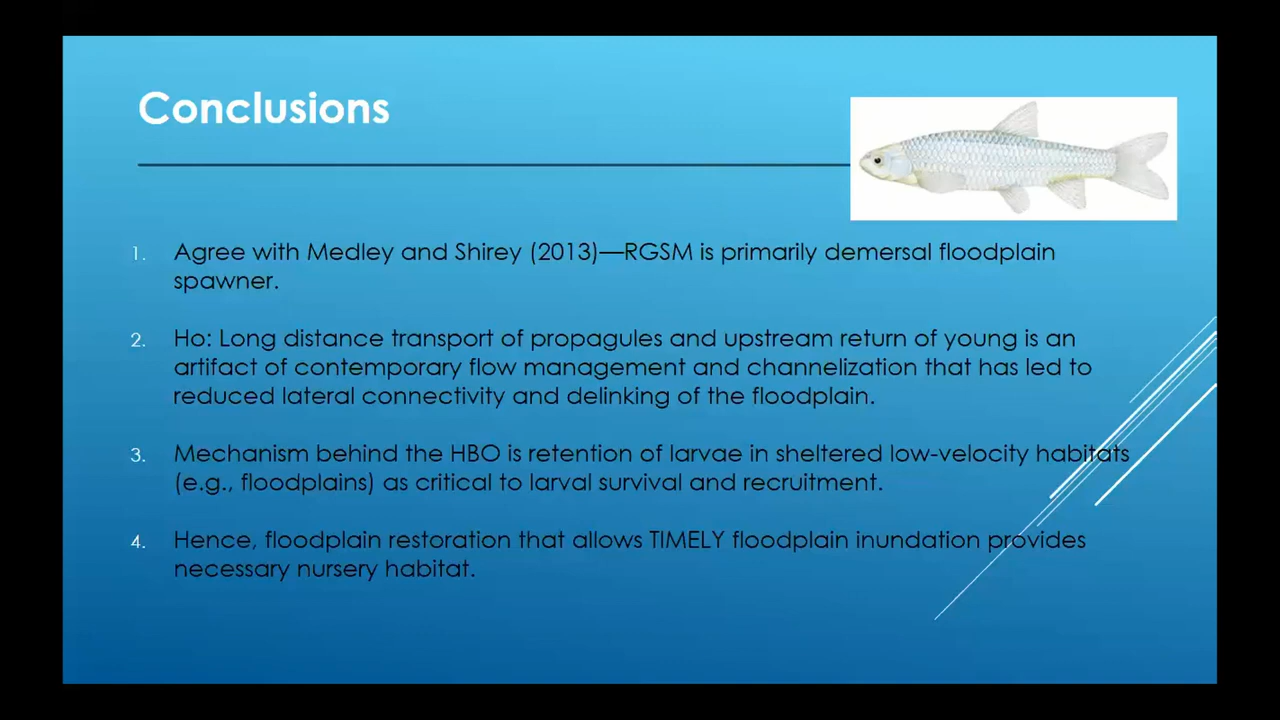 Conclusions
1. Agree with Medley and Shirey (2013)—RGSM is primarily demersal floodplain
spawner.
2. Ho: Long distance transport of propagules and upstream return of young is an
artifact of contemporary flow management and channelization that has led to
reduced lateral connectivity and delinking of the floodplain.
3. Mechanism behind the HBO is retention of larvae in sheltered low-velocity habitats
(e.g., floodplains) as critical to larval survival and recruitment.
4. Hence, floodplain restoration that allows TIMELY floodplain inundation provides
necessary nursery habitat.